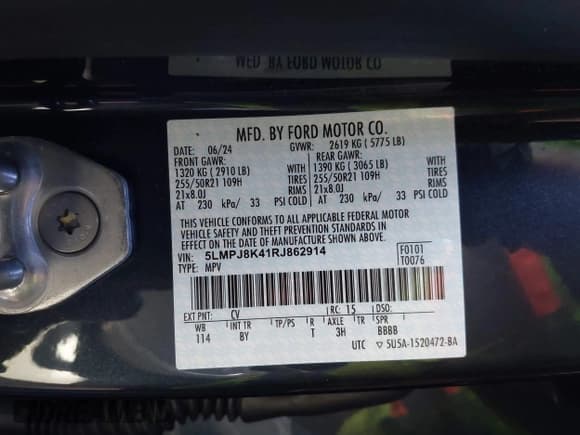 WED BY FORD MOTOR CO
MFD. BY FORD MOTOR CO.
DATE: 06/24 GVWR: 2619 KG ( 5775 LB)
FRONT GAWR: REAR GAWR:
1320 KG ( 2910 LB) WITH 1390 KG ( 3065 LB) WITH
255/50R21 109H TIRES 255/50R21 109H TIRES
21x8.0J RIMS 21x8.0J RIMS
AT 230 kPa/ 33 PSI COLD AT 230 kPa/ 33 PSI COLD
THIS VEHICLE CONFORMS TO ALL APPLICABLE FEDERAL MOTOR
VEHICLE SAFETY AND THEFT PREVENTION STANDARDS IN
EFFECT ON THE DATE OF MANUFACTURE SHOWN ABOVE.
VIN: 5LMPJ8K41RJ862914 F0101
TYPE: MPV T0076
EXT PNT: CV RC: 15 DSO:
WB INT TR TP/PS R AXLE TR SPR
114 BY T 3H BBBB
UTC ▽ 5U5A-1520472-BA